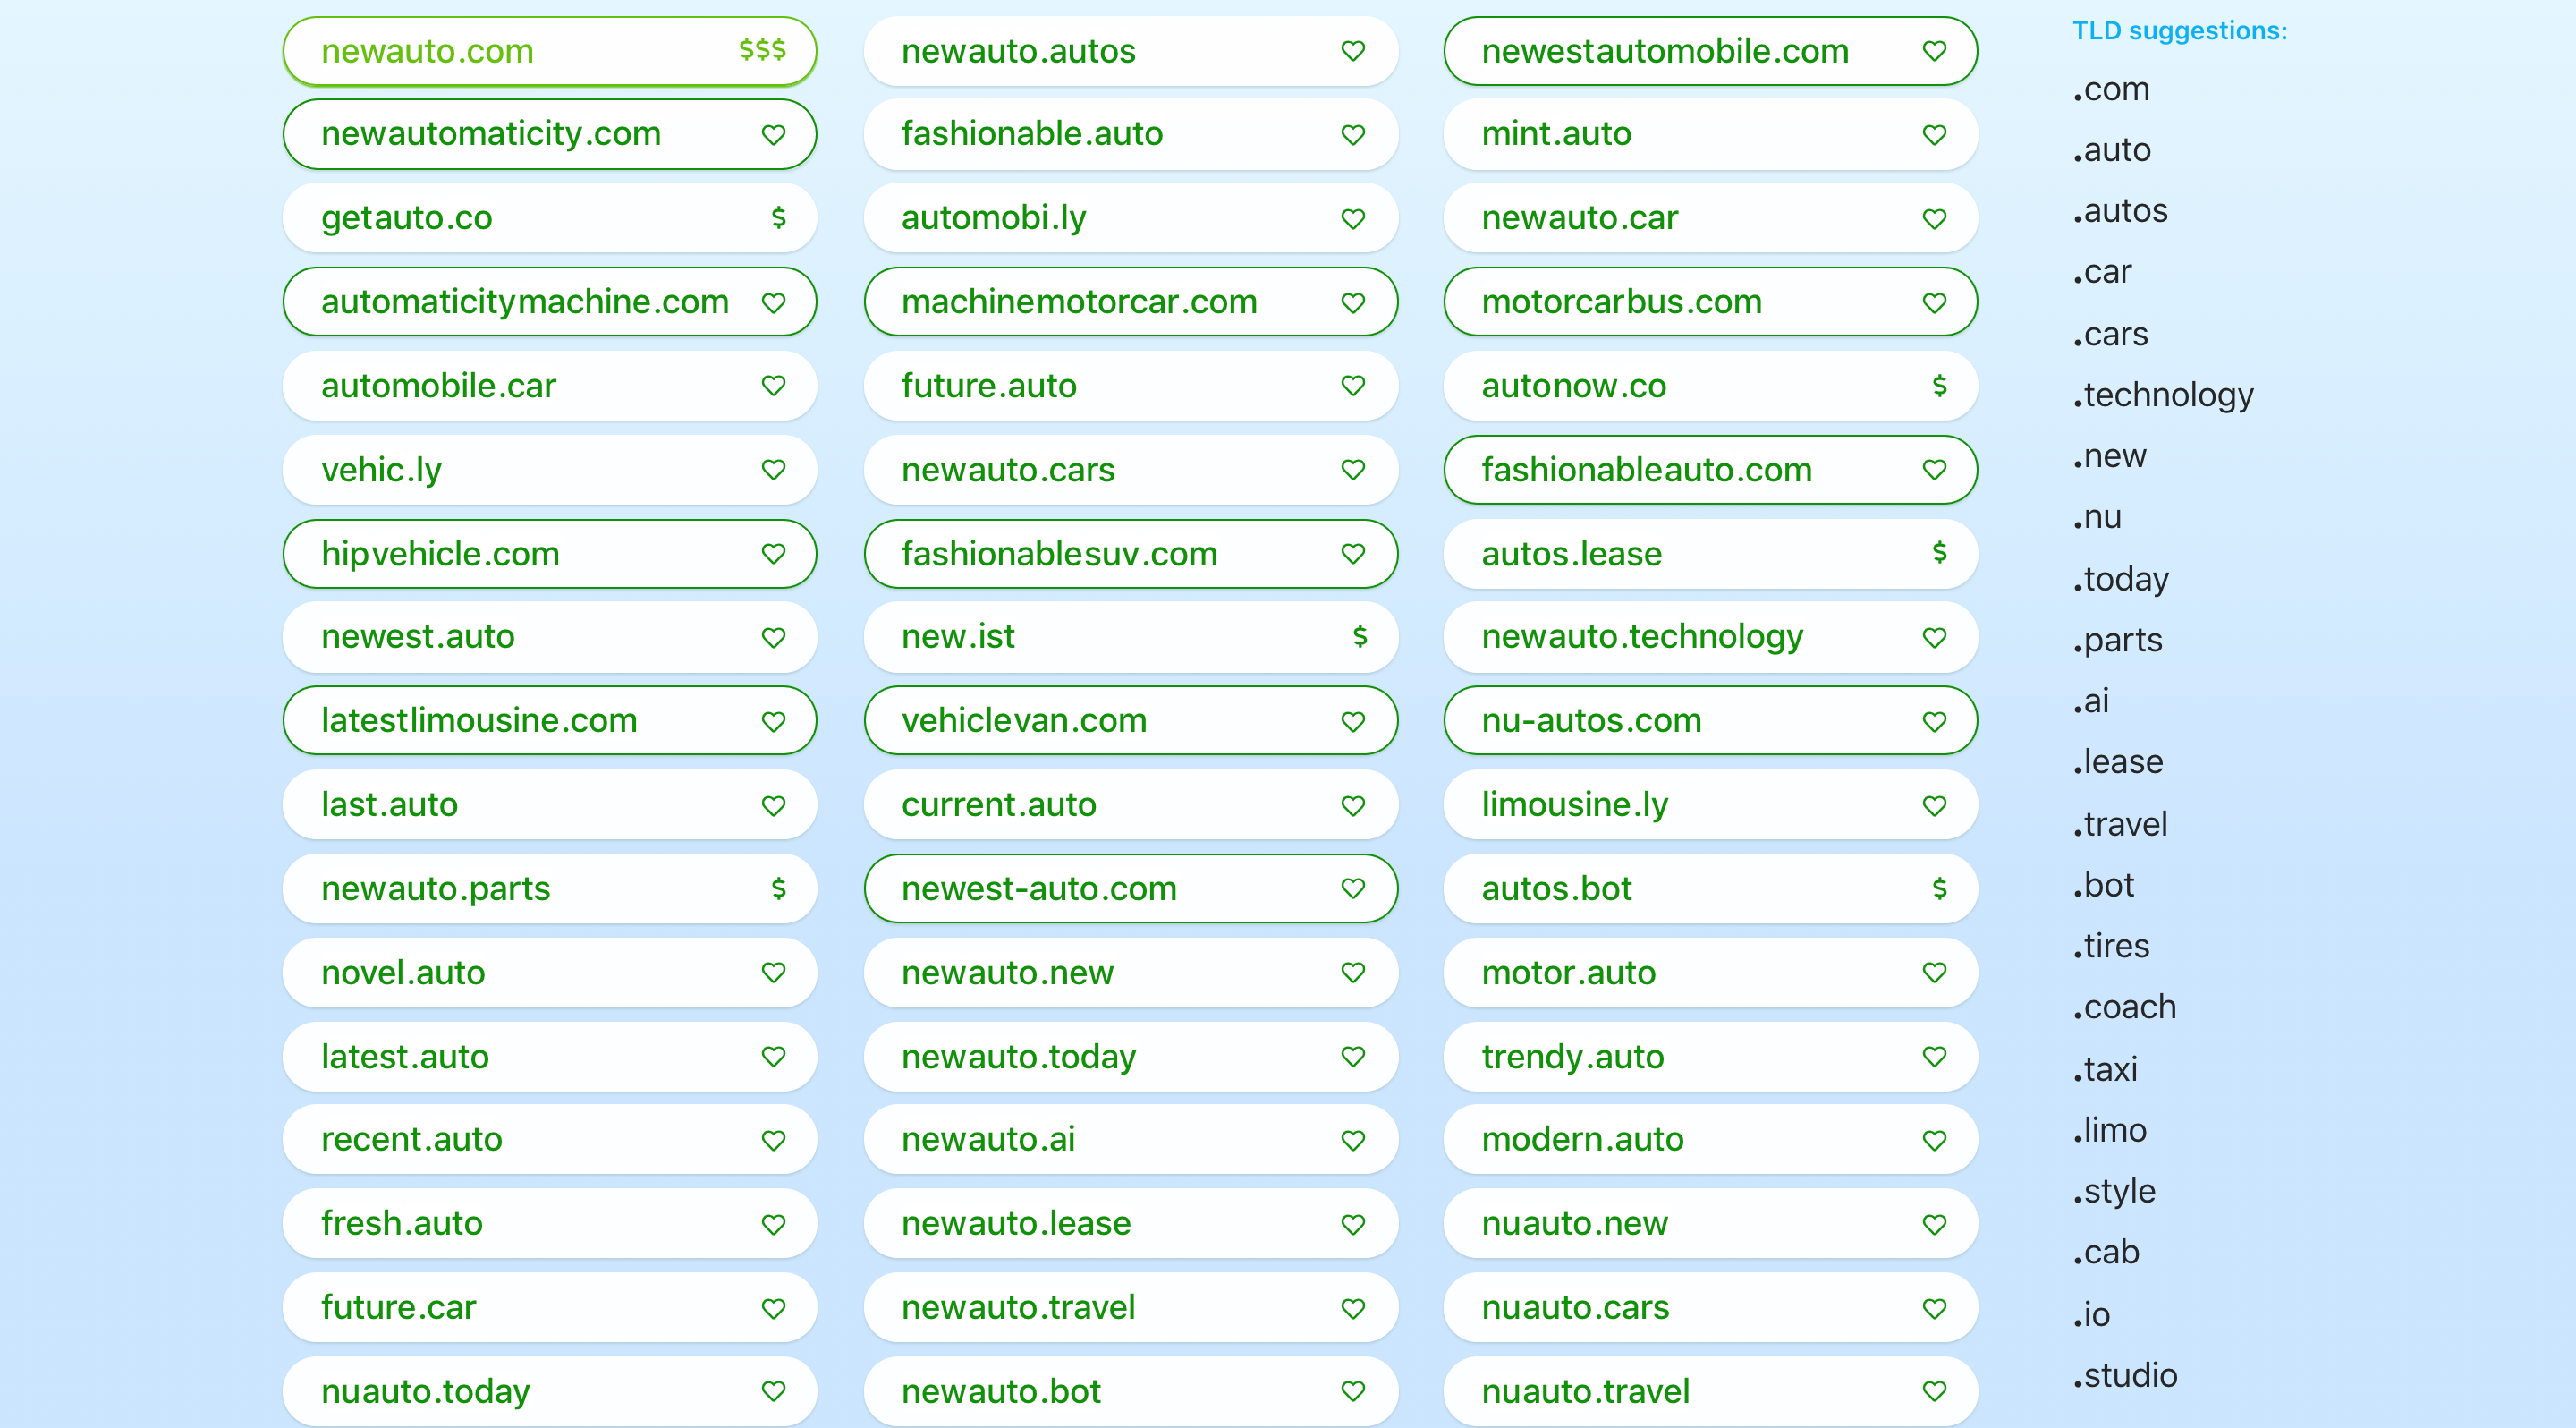 newauto.com $$$
newauto.autos
newestautomobile.com
newautomaticity.com
fashionable.auto
mint.auto
getauto.co $
automobi.ly
newauto.car
automaticitymachine.com
machinemotorcar.com
motorcarbus.com
automobile.car
future.auto
autonow.co $
vehic.ly
newauto.cars
fashionableauto.com
hipvehicle.com
fashionablesuv.com
autos.lease $
newest.auto
new.ist $
newauto.technology
latestlimousine.com
vehiclevan.com
nu-autos.com
last.auto
current.auto
limousine.ly
newauto.parts $
newest-auto.com
autos.bot $
novel.auto
newauto.new
motor.auto
latest.auto
newauto.today
trendy.auto
recent.auto
newauto.ai
modern.auto
fresh.auto
newauto.lease
nuauto.new
future.car
newauto.travel
nuauto.cars
nuauto.today
newauto.bot
nuauto.travel
TLD suggestions:
.com
.auto
.autos
.car
.cars
.technology
.new
.nu
.today
.parts
.ai
.lease
.travel
.bot
.tires
.coach
.taxi
.limo
.style
.cab
.io
.studio